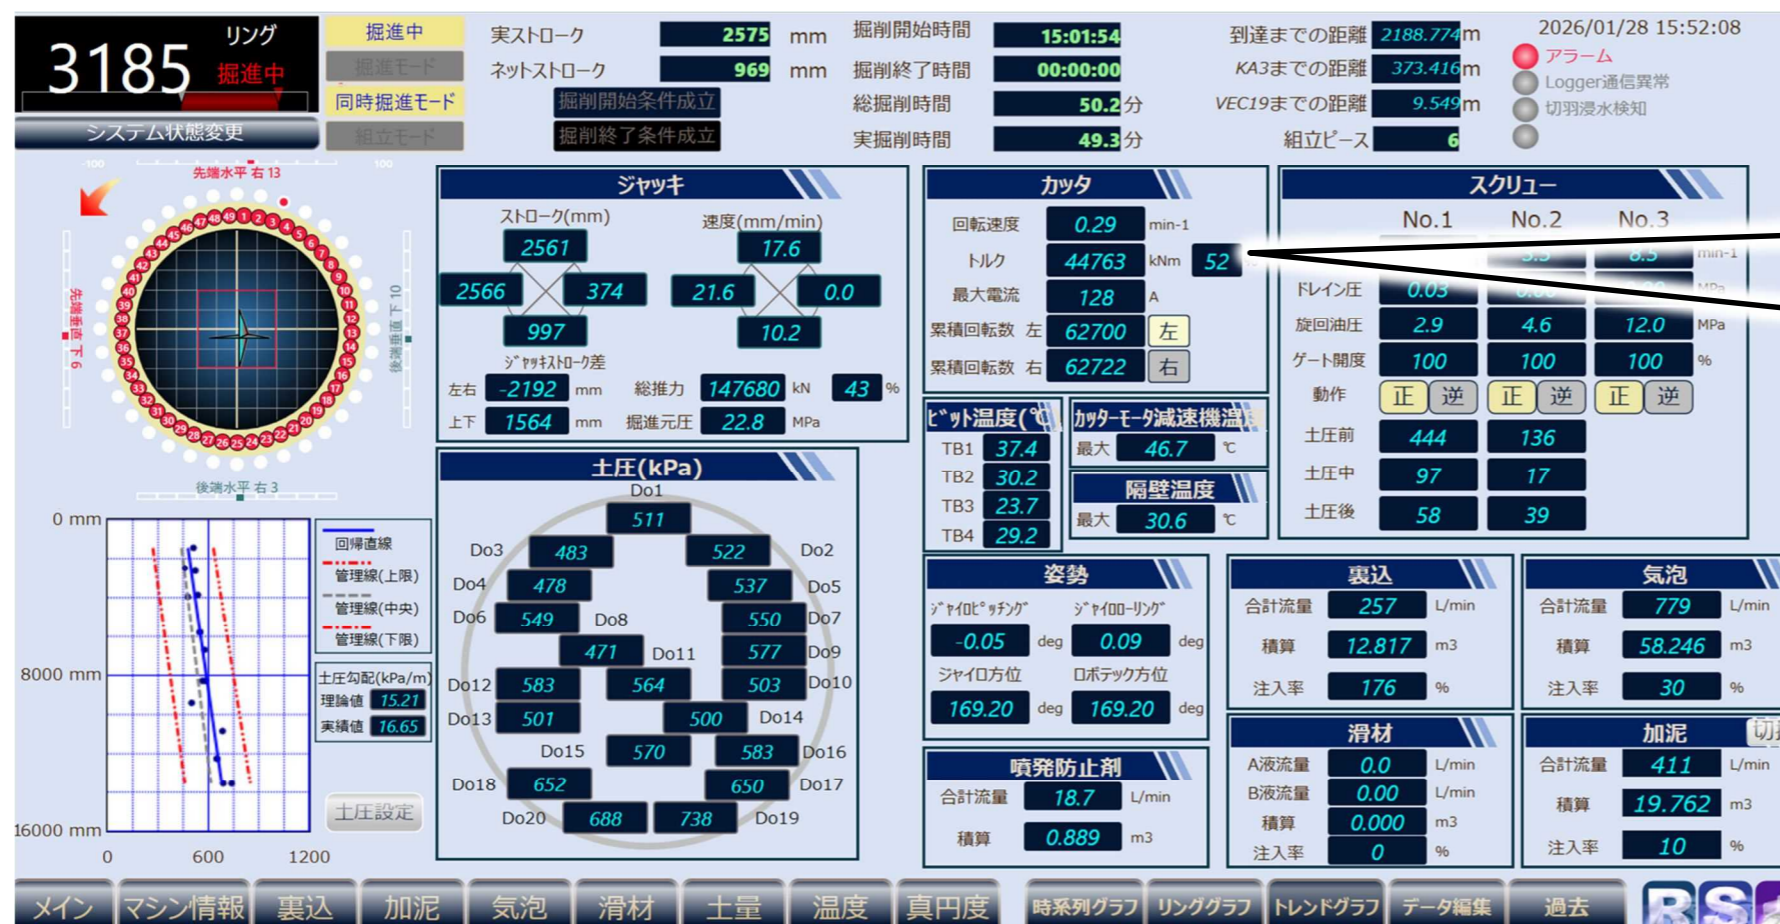 3185 リング 掘進中
システム状態変更
掘進中
掘進モード
同時掘進モード
組立モード
実ストローク 2575 mm
ネットストローク 969 mm
掘削開始条件成立
掘削終了条件成立
掘削開始時間 15:01:54
掘削終了時間 00:00:00
総掘削時間 50.2 分
実掘削時間 49.3 分
到達までの距離 2188.774 m
KA3までの距離 373.416 m
VEC19までの距離 9.549 m
組立ピース 6
2026/01/28 15:52:08
アラーム
Logger通信異常
切羽浸水検知
-100 100
先端水平 右 13
先端垂直 下 6
後端垂直 下 10
後端水平 右 3
ジャッキ
ストローク(mm) 速度(mm/min)
2561 17.6
2566 374 21.6 0.0
997 10.2
ジャッキストローク差
左右 -2192 mm 総推力 147680 kN 43 %
上下 1564 mm 掘進元圧 22.8 MPa
カッタ
回転速度 0.29 min-1
トルク 44763 kNm 52
最大電流 128 A
累積回転数 左 62700 左
累積回転数 右 62722 右
スクリュー
No.1 No.2 No.3
min-1
ドレイン圧 0.03 MPa
旋回油圧 2.9 4.6 12.0 MPa
ゲート開度 100 100 100 %
動作 正 逆 正 逆 正 逆
土圧前 444 136
土圧中 97 17
土圧後 58 39
ビット温度(℃)
TB1 37.4
TB2 30.2
TB3 23.7
TB4 29.2
カッターモータ減速機温度
最大 46.7 ℃
隔壁温度
最大 30.6 ℃
土圧(kPa)
Do1
511
Do3 483 522 Do2
Do4 478 537 Do5
Do6 549 Do8 550 Do7
471 Do11 577 Do9
Do12 583 564 503 Do10
Do13 501 500 Do14
Do15 570 583 Do16
Do18 652 650 Do17
Do20 688 738 Do19
0 mm
8000 mm
16000 mm
0 600 1200
回帰直線
管理線(上限)
管理線(中央)
管理線(下限)
土圧勾配(kPa/m)
理論値 15.21
実績値 16.65
土圧設定
姿勢
ジャイロピッチング ジャイロローリング
-0.05 deg 0.09 deg
ジャイロ方位 ロボテック方位
169.20 deg 169.20 deg
噴発防止剤
合計流量 18.7 L/min
積算 0.889 m3
裏込
合計流量 257 L/min
積算 12.817 m3
注入率 176 %
気泡
合計流量 779 L/min
積算 58.246 m3
注入率 30 %
滑材
A液流量 0.0 L/min
B液流量 0.00 L/min
積算 0.000 m3
注入率 0 %
加泥
合計流量 411 L/min
積算 19.762 m3
注入率 10 %
メイン マシン情報 裏込 加泥 気泡 滑材 土量 温度 真円度 時系列グラフ リンググラフ トレンドグラフ データ編集 過去